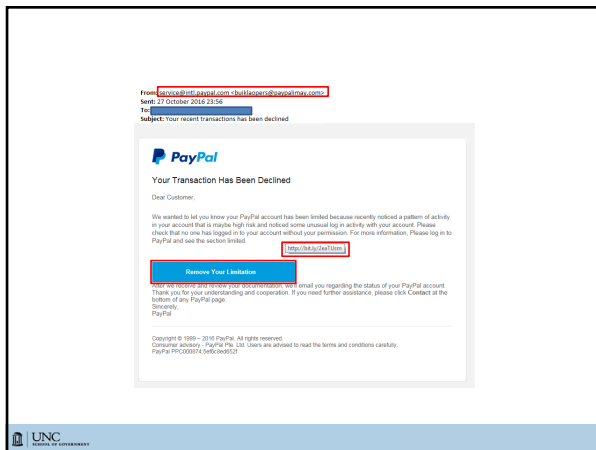 From: service@intl.paypal.com <buiklaopers@paypalimay.com>
Sent: 27 October 2016 23:56
To:
Subject: Your recent transactions has been declined
PayPal
Your Transaction Has Been Declined
Dear Customer,
We wanted to let you know your PayPal account has been limited because recently noticed a pattern of activity
in your account that is maybe high risk and noticed some unusual log in activity with your account. Please
check that no one has logged in to your account without your permission. For more information, Please log in to
PayPal and see the section limited.
http://bit.ly/2eaTUsm
Remove Your Limitation
After we receive and review your documentation, we'll email you regarding the status of your PayPal account.
Thank you for your understanding and cooperation. If you need further assistance, please click Contact at the
bottom of any PayPal page.
Sincerely,
PayPal
Copyright © 1999 – 2016 PayPal. All rights reserved.
Consumer advisory - PayPal Pte. Ltd. Users are advised to read the terms and conditions carefully.
PayPal PPC000874:5ef6c8ed652f
UNC
SCHOOL OF GOVERNMENT